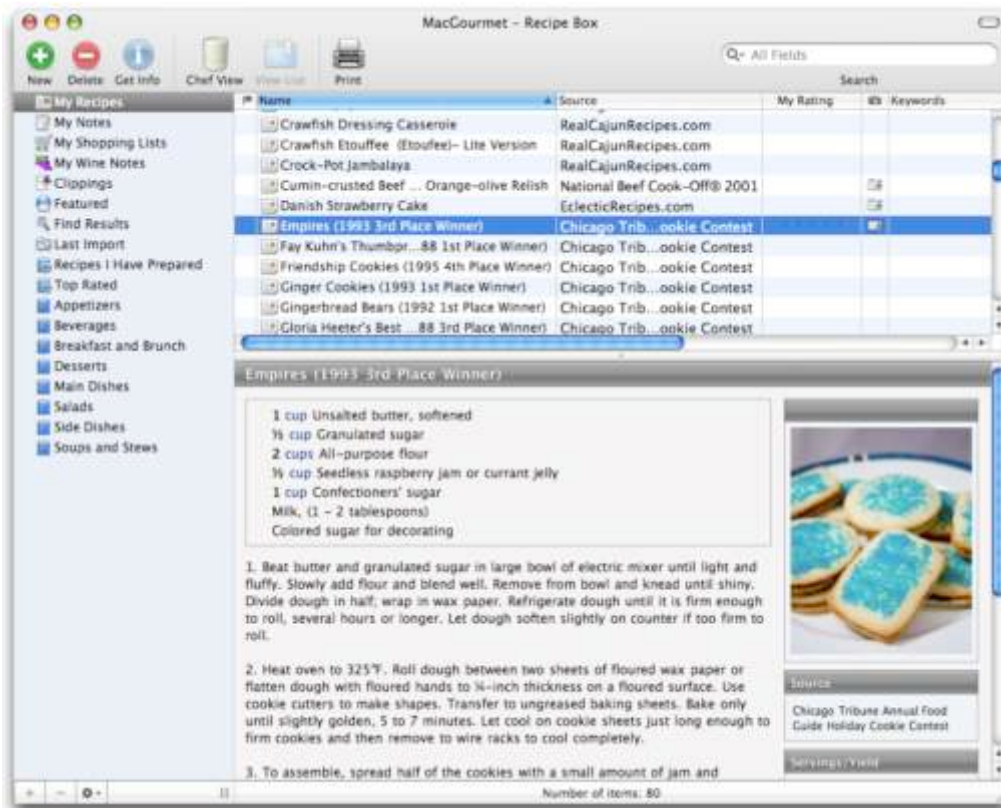 MacGourmet – Recipe Box
New Delete Get Info Chef View View List Print
All Fields
Search
My Recipes
My Notes
My Shopping Lists
My Wine Notes
Clippings
Featured
Find Results
Last Import
Recipes I Have Prepared
Top Rated
Appetizers
Beverages
Breakfast and Brunch
Desserts
Main Dishes
Salads
Side Dishes
Soups and Stews
Name Source My Rating Keywords
Crawfish Dressing Casserole RealCajunRecipes.com
Crawfish Etouffee (Etoufee)– Lite Version RealCajunRecipes.com
Crock–Pot Jambalaya RealCajunRecipes.com
Cumin–crusted Beef ... Orange–olive Relish National Beef Cook–Off® 2001
Danish Strawberry Cake EclecticRecipes.com
Empires (1993 3rd Place Winner) Chicago Trib...ookie Contest
Fay Kuhn's Thumbpr...88 1st Place Winner) Chicago Trib...ookie Contest
Friendship Cookies (1995 4th Place Winner) Chicago Trib...ookie Contest
Ginger Cookies (1993 1st Place Winner) Chicago Trib...ookie Contest
Gingerbread Bears (1992 1st Place Winner) Chicago Trib...ookie Contest
Gloria Heeter's Best ...88 3rd Place Winner) Chicago Trib...ookie Contest
Empires (1993 3rd Place Winner)
1 cup Unsalted butter, softened
cup Granulated sugar
2 cups All–purpose flour
cup Seedless raspberry jam or currant jelly
1 cup Confectioners' sugar
Milk, (1 – 2 tablespoons)
Colored sugar for decorating
1. Beat butter and granulated sugar in large bowl of electric mixer until light and
fluffy. Slowly add flour and blend well. Remove from bowl and knead until shiny.
Divide dough in half; wrap in wax paper. Refrigerate dough until it is firm enough
to roll, several hours or longer. Let dough soften slightly on counter if too firm to
roll.
2. Heat oven to 325°F. Roll dough between two sheets of floured wax paper or
flatten dough with floured hands to ¼–inch thickness on a floured surface. Use
cookie cutters to make shapes. Transfer to ungreased baking sheets. Bake only
until slightly golden, 5 to 7 minutes. Let cool on cookie sheets just long enough to
firm cookies and then remove to wire racks to cool completely.
3. To assemble, spread half of the cookies with a small amount of jam and
Source
Chicago Tribune Annual Food
Guide Holiday Cookie Contest
Servings/Yield
Number of items: 80